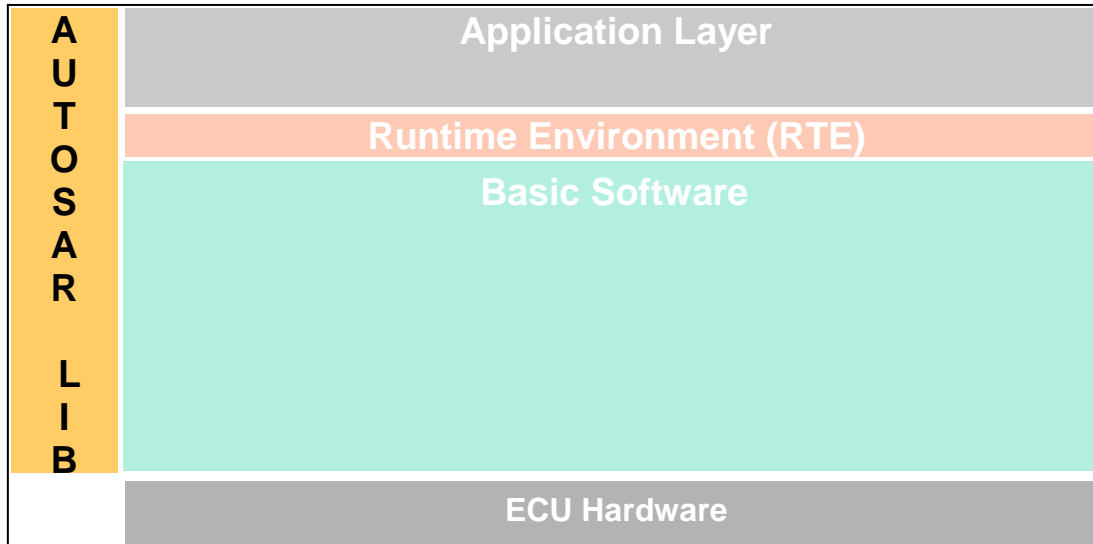 A
U
T
O
S
A
R
L
I
B
Application Layer
Runtime Environment (RTE)
Basic Software
ECU Hardware